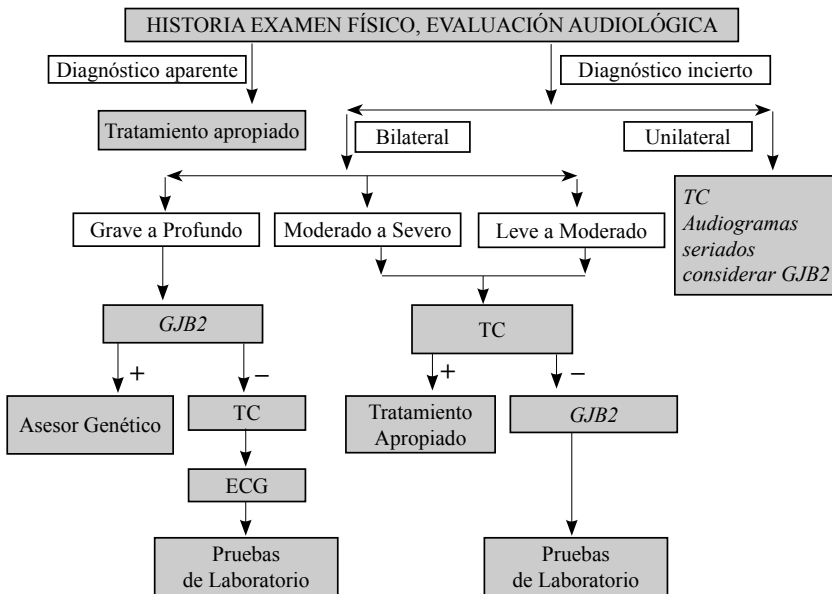 HISTORIA EXAMEN FÍSICO, EVALUACIÓN AUDIOLÓGICA
Diagnóstico aparente
Diagnóstico incierto
Tratamiento apropiado
Bilateral
Unilateral
TC
Audiogramas
seriados
considerar GJB2
Grave a Profundo
Moderado a Severo
Leve a Moderado
GJB2
TC
+
−
+
−
Asesor Genético
TC
Tratamiento
Apropiado
GJB2
ECG
Pruebas
de Laboratorio
Pruebas
de Laboratorio